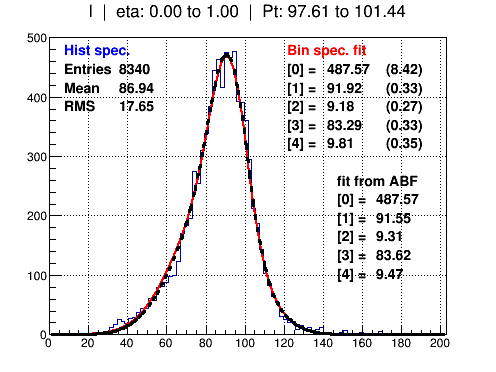 I | eta: 0.00 to 1.00 | Pt: 97.61 to 101.44
Hist spec.
Entries 8340
Mean 86.94
RMS 17.65
Bin spec. fit
[0] = 487.57 (8.42)
[1] = 91.92 (0.33)
[2] = 9.18 (0.27)
[3] = 83.29 (0.33)
[4] = 9.81 (0.35)
fit from ABF
[0] = 487.57
[1] = 91.55
[2] = 9.31
[3] = 83.62
[4] = 9.47
500
400
300
200
100
0
0 20 40 60 80 100 120 140 160 180 200